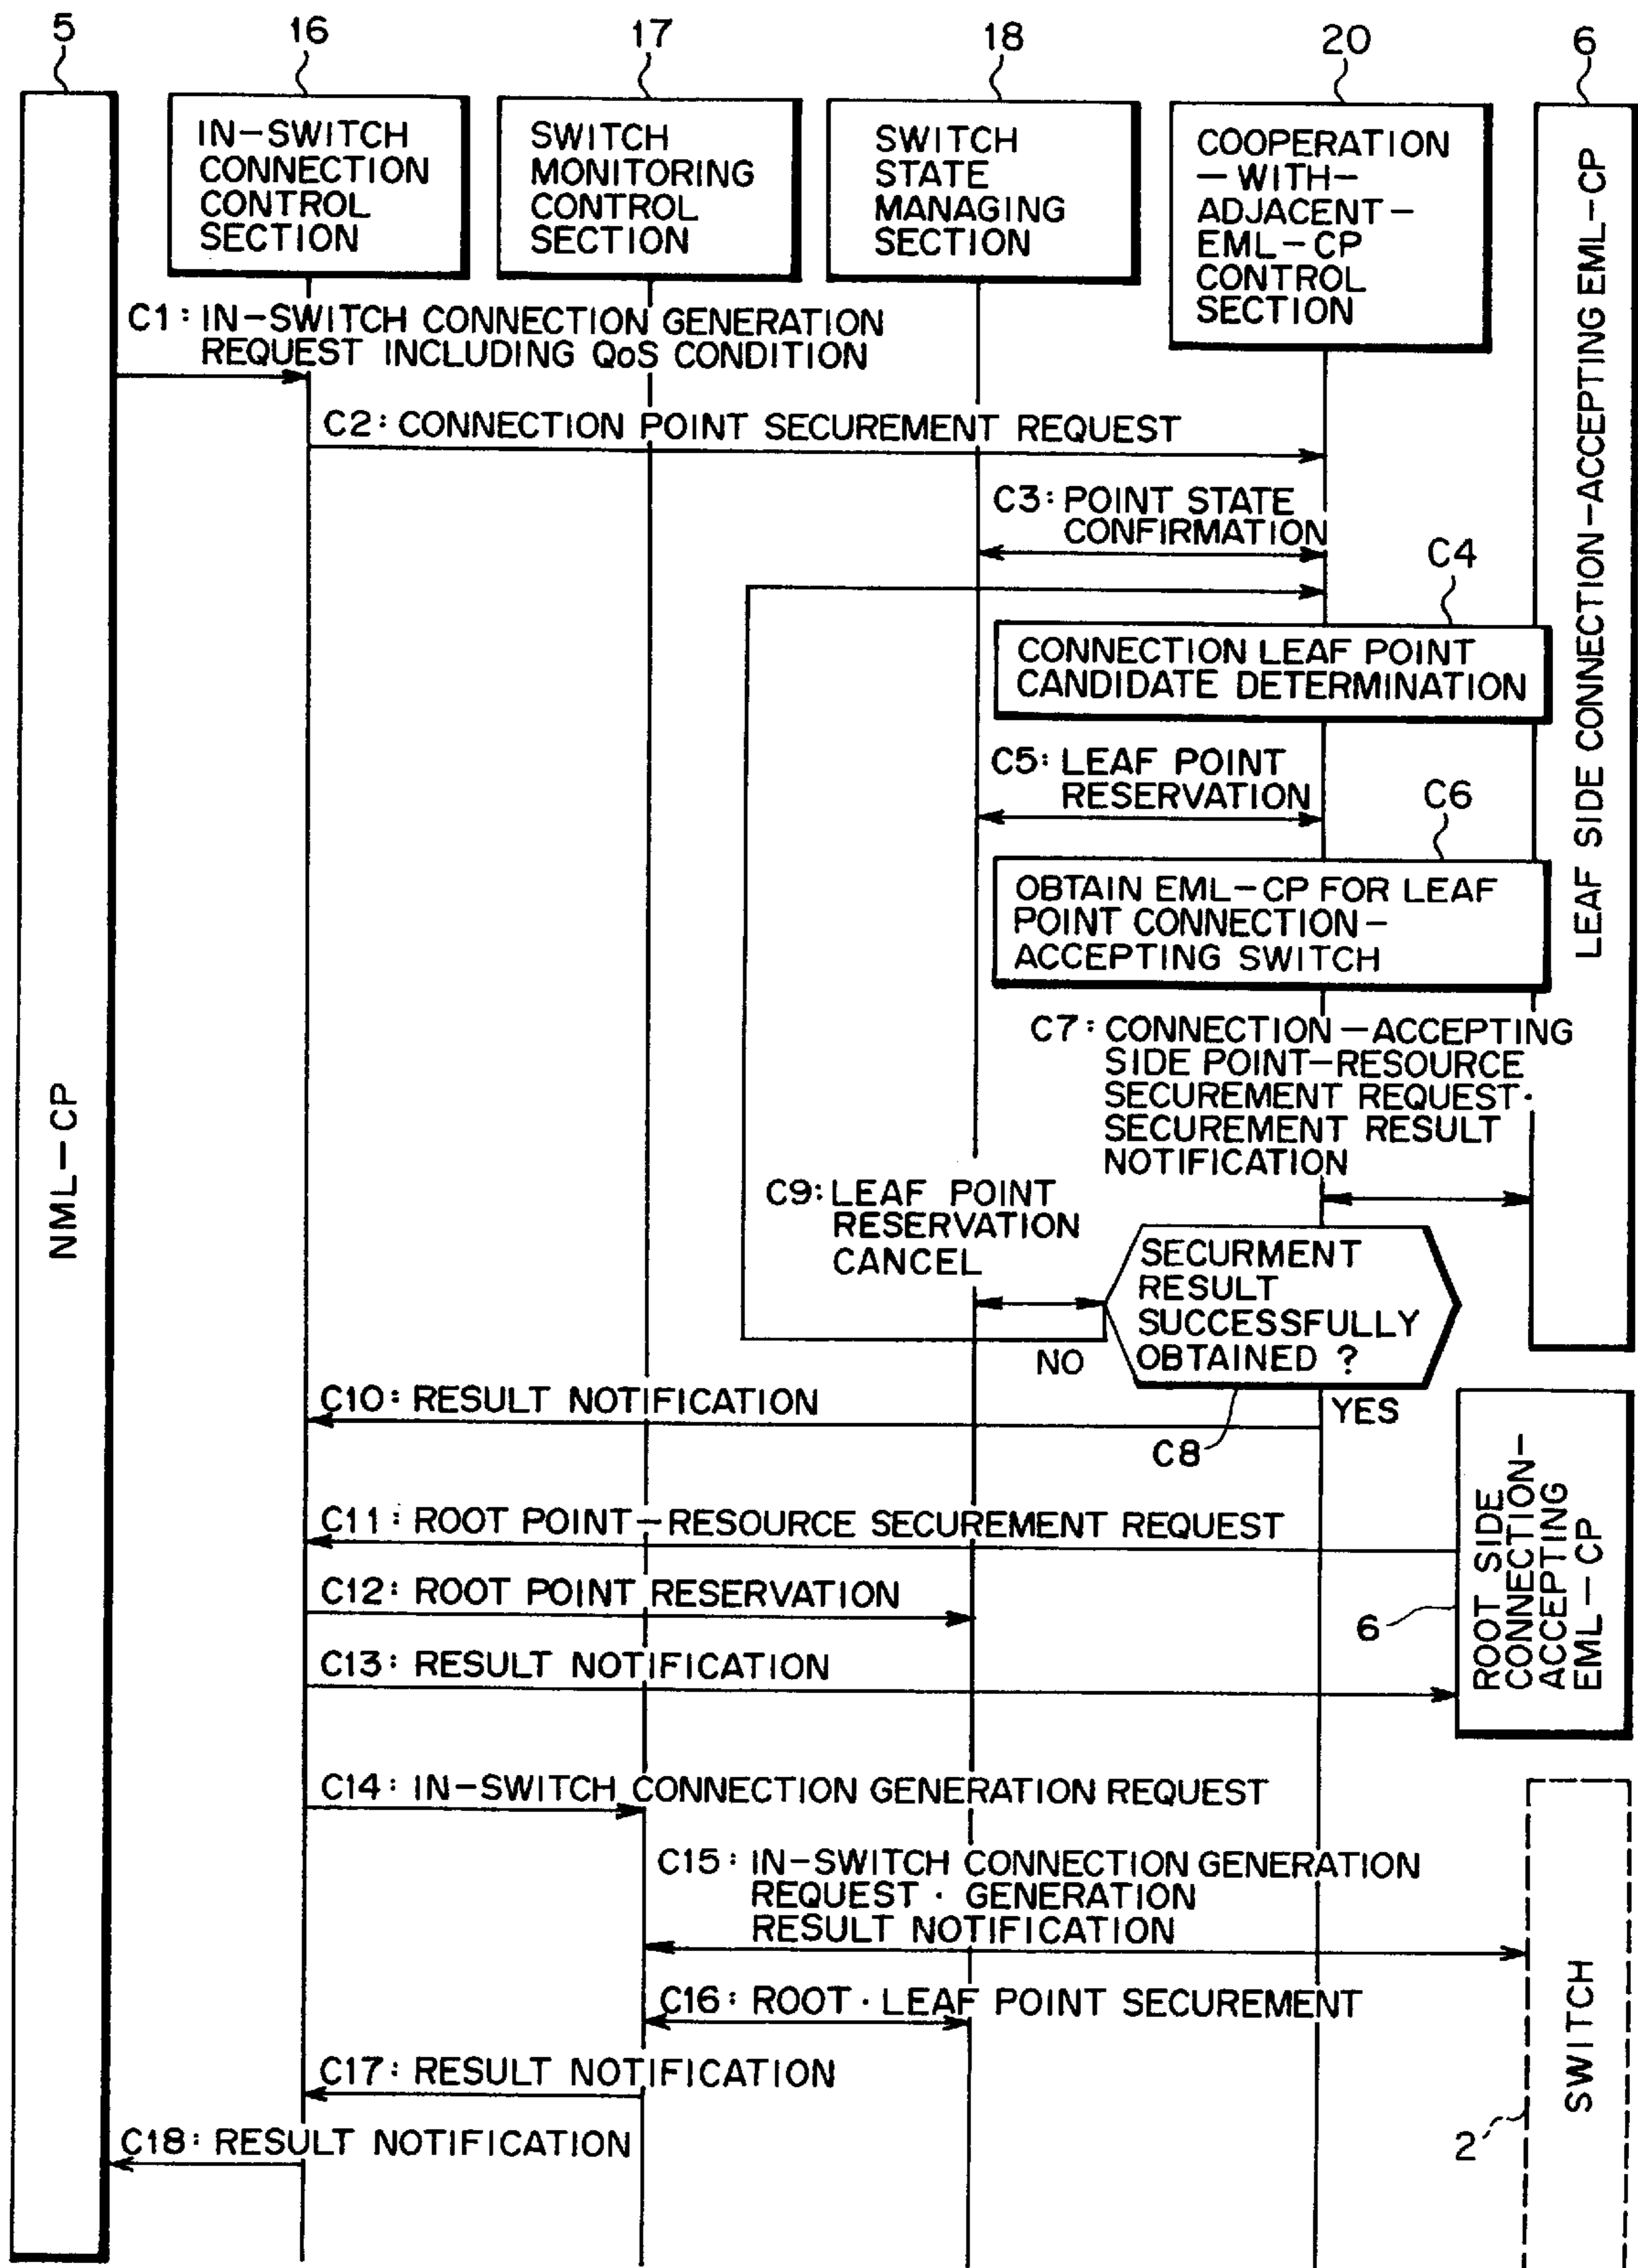 5
16
17
18
20
6
IN-SWITCH
CONNECTION
CONTROL
SECTION
SWITCH
MONITORING
CONTROL
SECTION
SWITCH
STATE
MANAGING
SECTION
COOPERATION
-WITH-
ADJACENT-
EML-CP
CONTROL
SECTION
LEAF SIDE CONNECTION-ACCEPTING EML-CP
NML-CP
C1: IN-SWITCH CONNECTION GENERATION
REQUEST INCLUDING QoS CONDITION
C2: CONNECTION POINT SECUREMENT REQUEST
C3: POINT STATE
CONFIRMATION
C4
CONNECTION LEAF POINT
CANDIDATE DETERMINATION
C5: LEAF POINT
RESERVATION
C6
OBTAIN EML-CP FOR LEAF
POINT CONNECTION-
ACCEPTING SWITCH
C7: CONNECTION-ACCEPTING
SIDE POINT-RESOURCE
SECUREMENT REQUEST·
SECUREMENT RESULT
NOTIFICATION
C9: LEAF POINT
RESERVATION
CANCEL
SECURMENT
RESULT
SUCCESSFULLY
OBTAINED ?
NO
YES
C8
C10: RESULT NOTIFICATION
C11: ROOT POINT-RESOURCE SECUREMENT REQUEST
C12: ROOT POINT RESERVATION
C13: RESULT NOTIFICATION
6
ROOT SIDE
CONNECTION-
ACCEPTING
EML-CP
C14: IN-SWITCH CONNECTION GENERATION REQUEST
C15: IN-SWITCH CONNECTION GENERATION
REQUEST · GENERATION
RESULT NOTIFICATION
C16: ROOT · LEAF POINT SECUREMENT
C17: RESULT NOTIFICATION
C18: RESULT NOTIFICATION
2
SWITCH